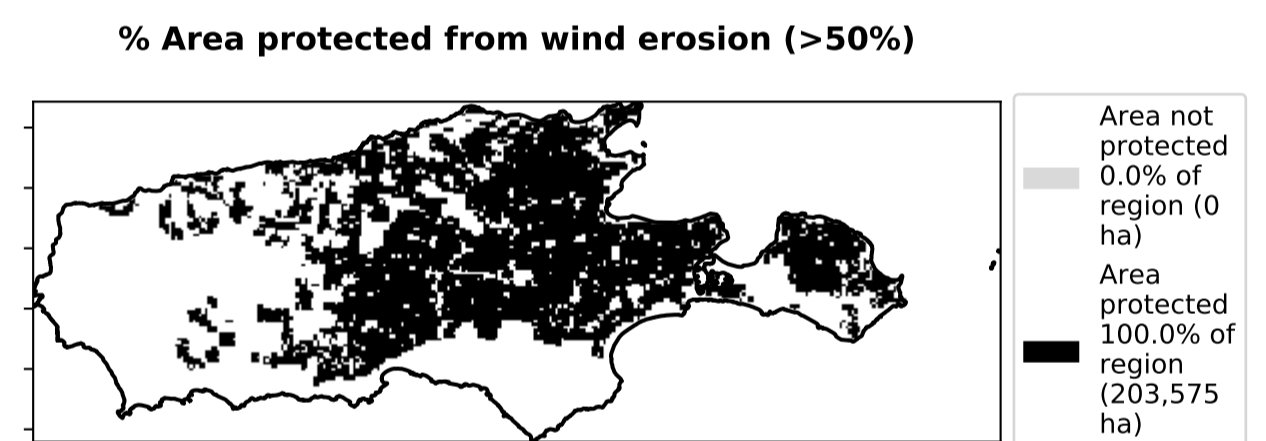 % Area protected from wind erosion (>50%)
Area not
protected
0.0% of
region (0
ha)
Area
protected
100.0% of
region
(203,575
ha)